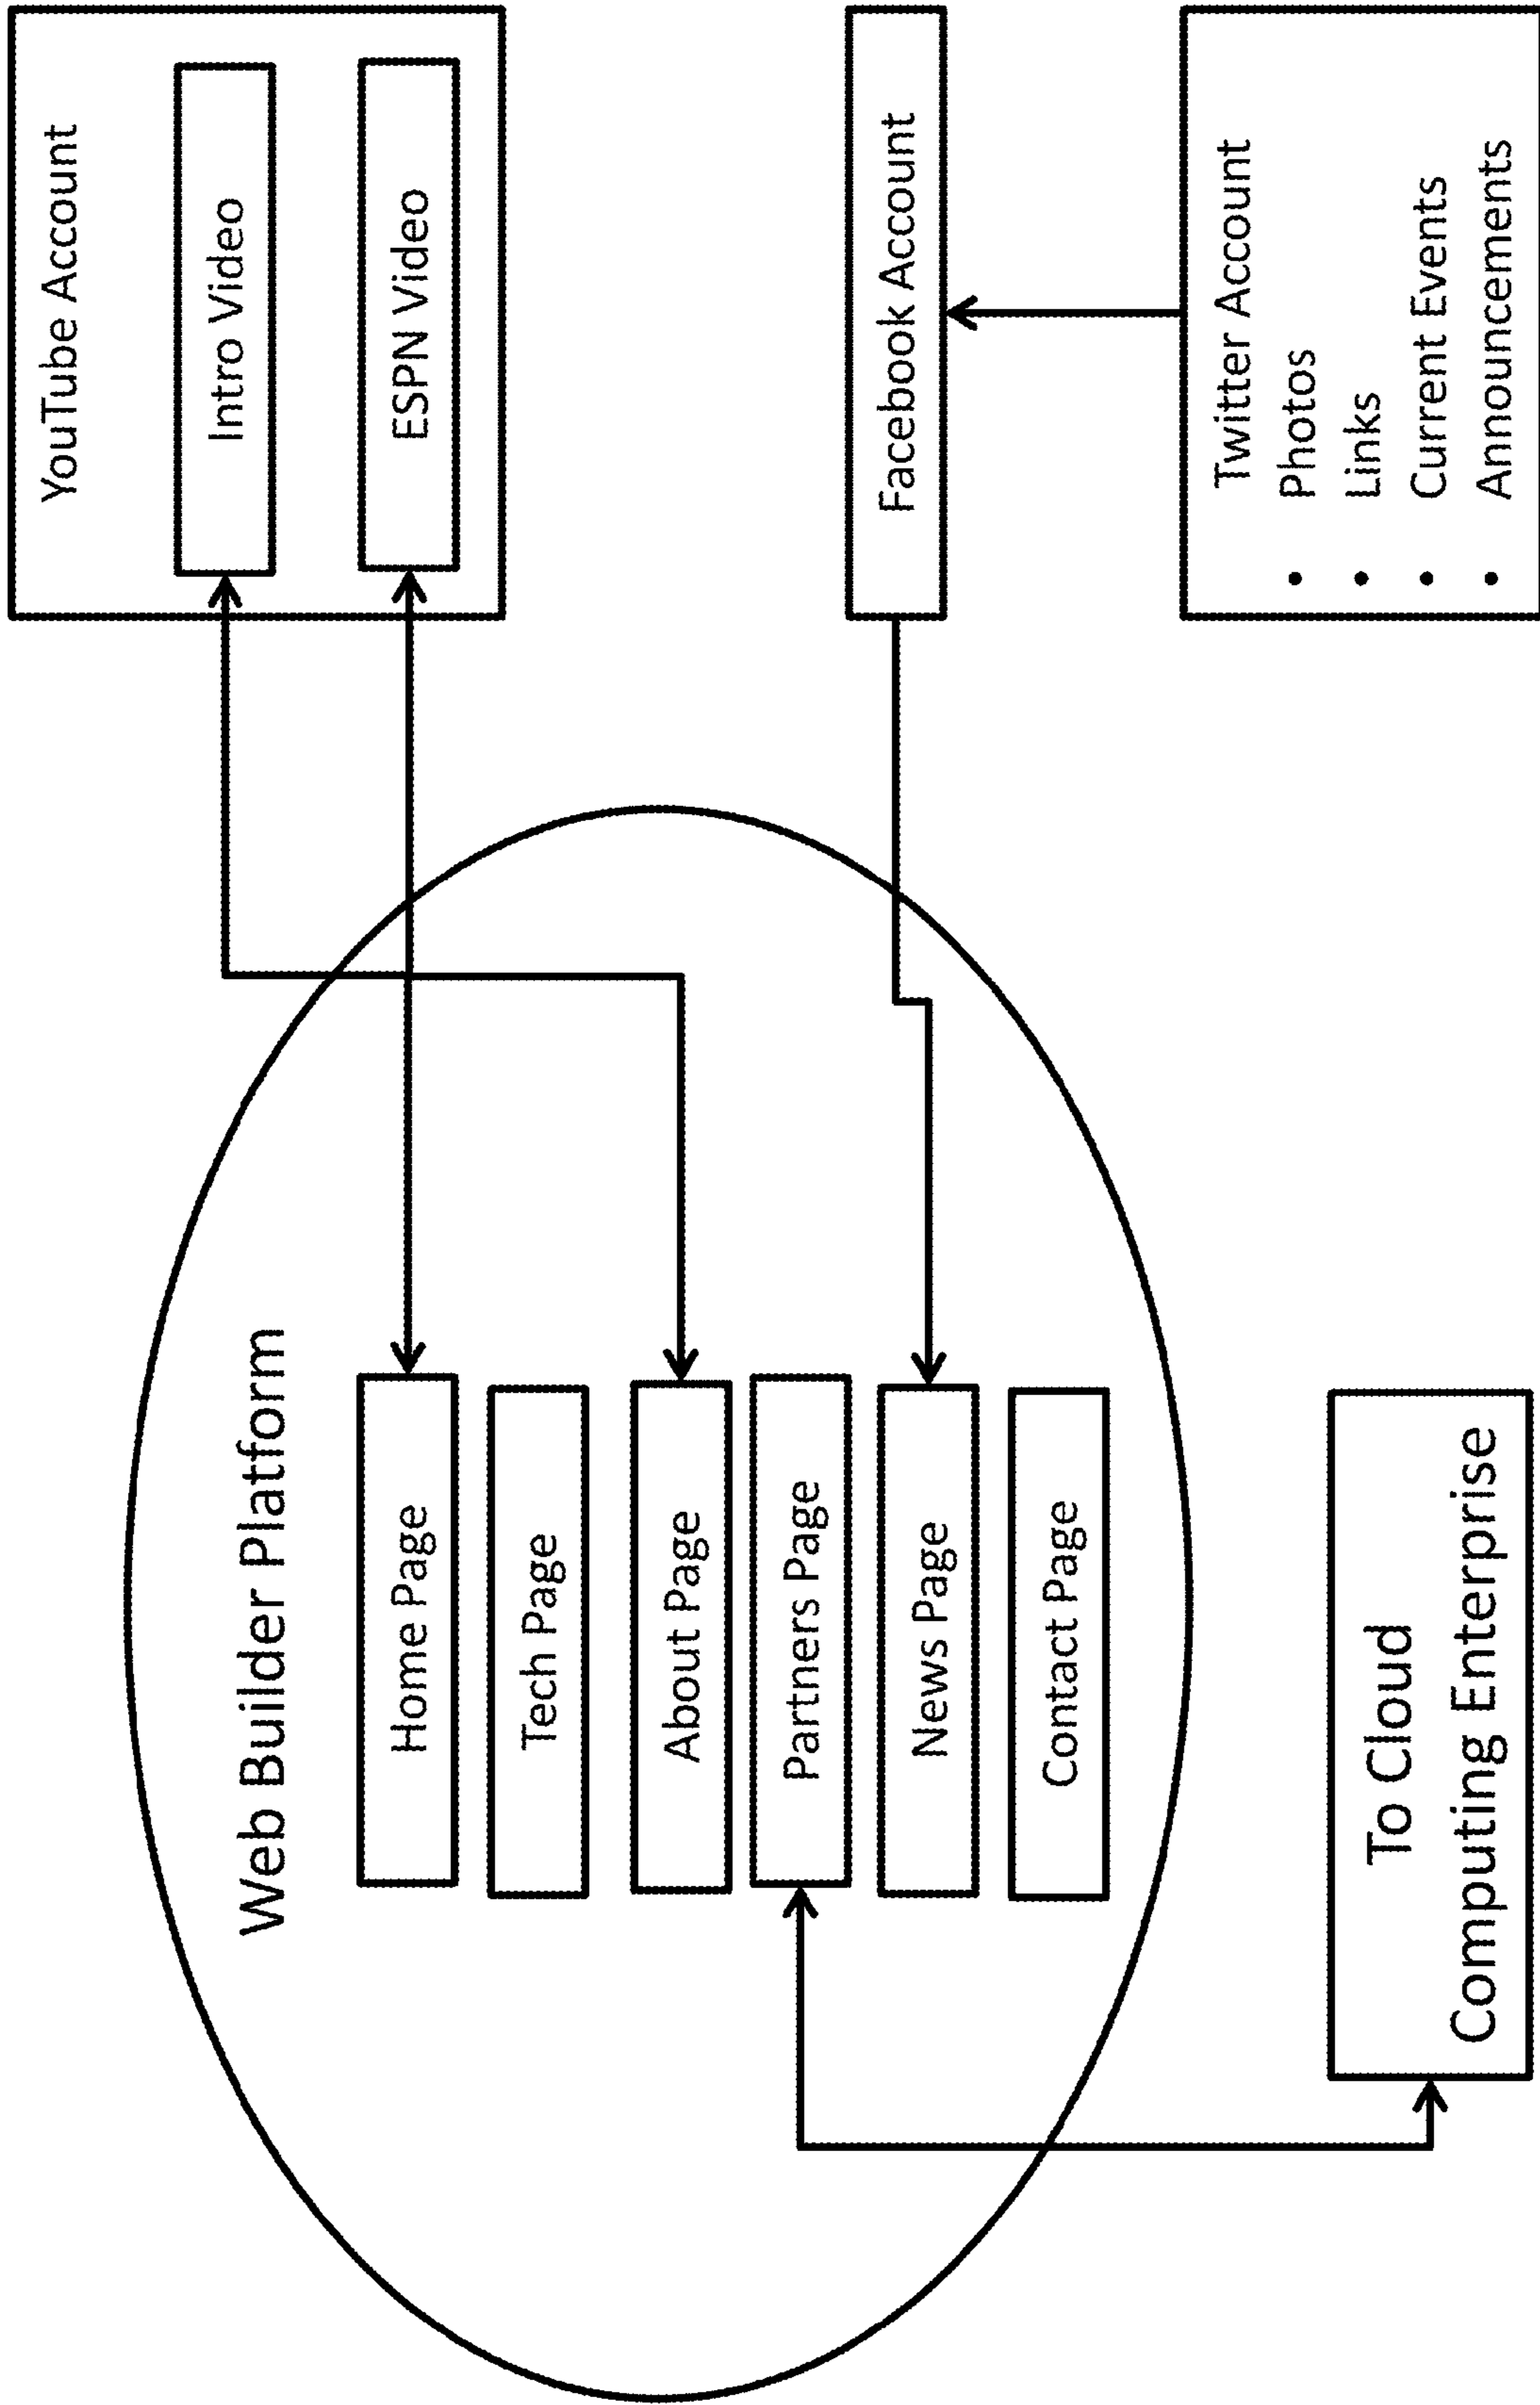 Web Builder Platform
Home Page
Tech Page
About Page
Partners Page
News Page
Contact Page
To Cloud
Computing Enterprise
YouTube Account
Intro Video
ESPN Video
Facebook Account
Twitter Account
• Photos
• Links
• Current Events
• Announcements